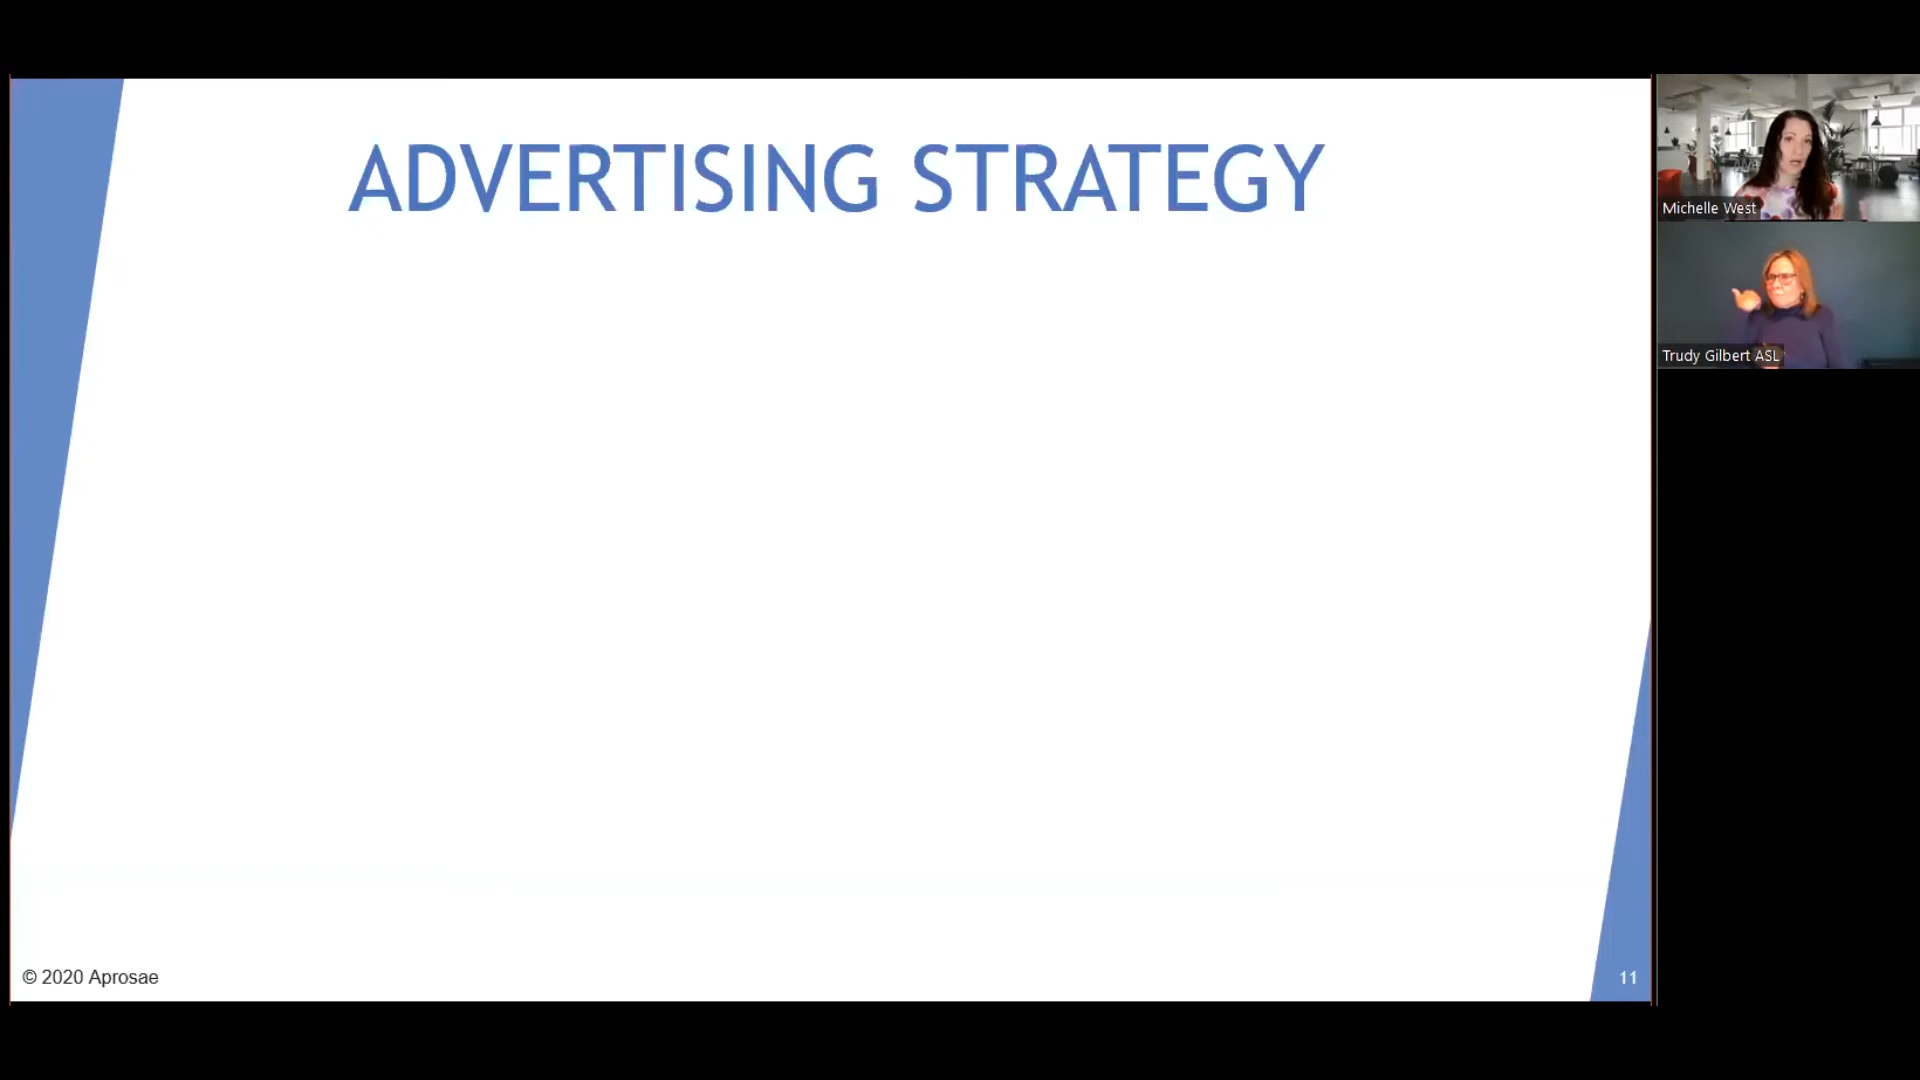 ADVERTISING STRATEGY
Michelle West
Trudy Gilbert ASL
© 2020 Aprosae
11